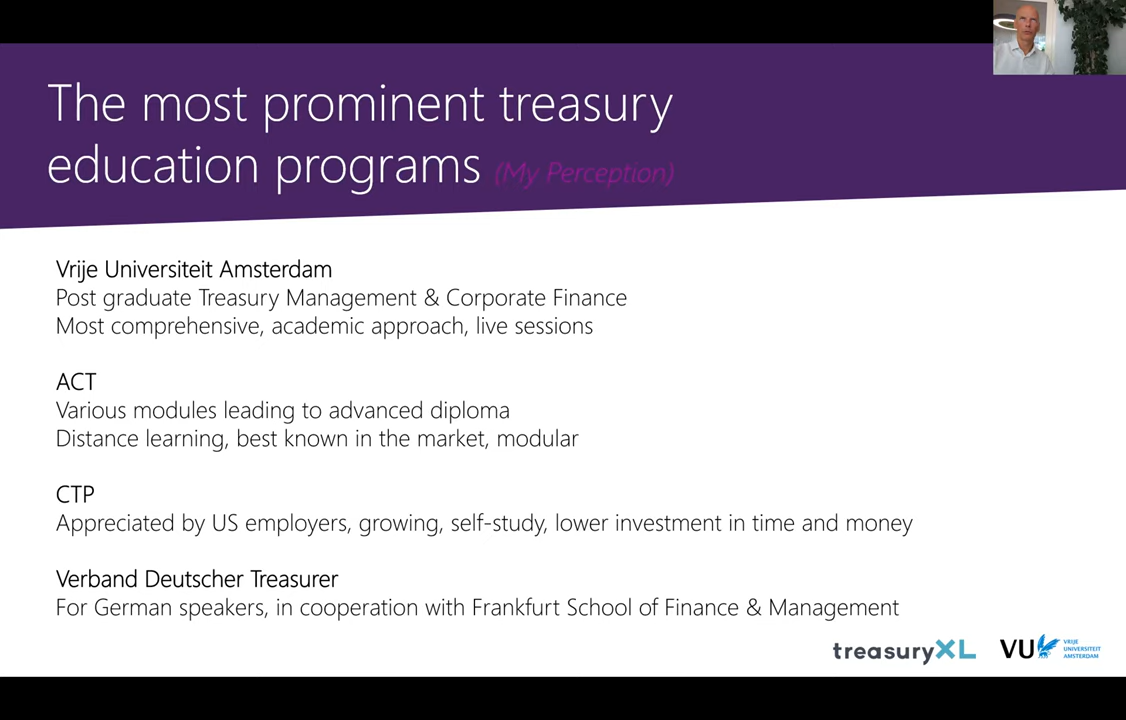 The most prominent treasury
education programs (My Perception)
Vrije Universiteit Amsterdam
Post graduate Treasury Management & Corporate Finance
Most comprehensive, academic approach, live sessions
ACT
Various modules leading to advanced diploma
Distance learning, best known in the market, modular
CTP
Appreciated by US employers, growing, self-study, lower investment in time and money
Verband Deutscher Treasurer
For German speakers, in cooperation with Frankfurt School of Finance & Management
treasuryXL
VU
VRIJE
UNIVERSITEIT
AMSTERDAM